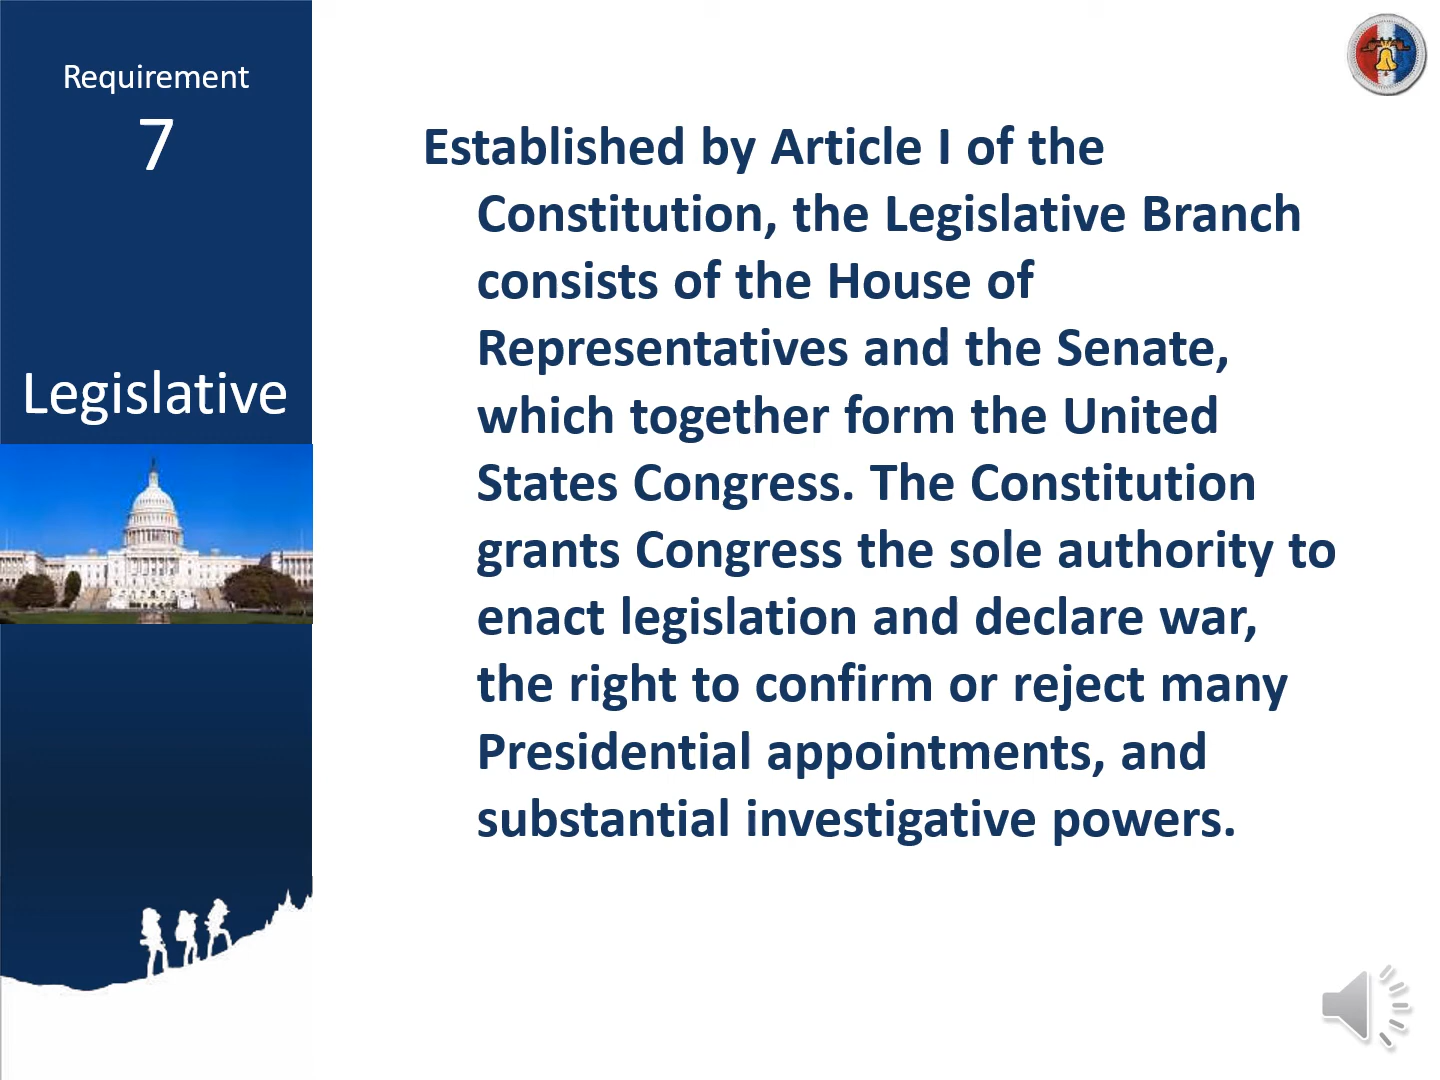 Requirement
7
Legislative
Established by Article I of the
Constitution, the Legislative Branch
consists of the House of
Representatives and the Senate,
which together form the United
States Congress. The Constitution
grants Congress the sole authority to
enact legislation and declare war,
the right to confirm or reject many
Presidential appointments, and
substantial investigative powers.